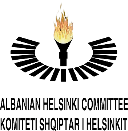 ALBANIAN HELSINKI COMMITTEE
KOMITETI SHQIPTAR I HELSINKIT